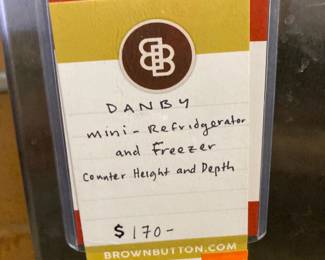 DANBY
mini-Refridgerator
and Freezer
Counter Height and Depth
$170-
BROWNBUTTON.COM